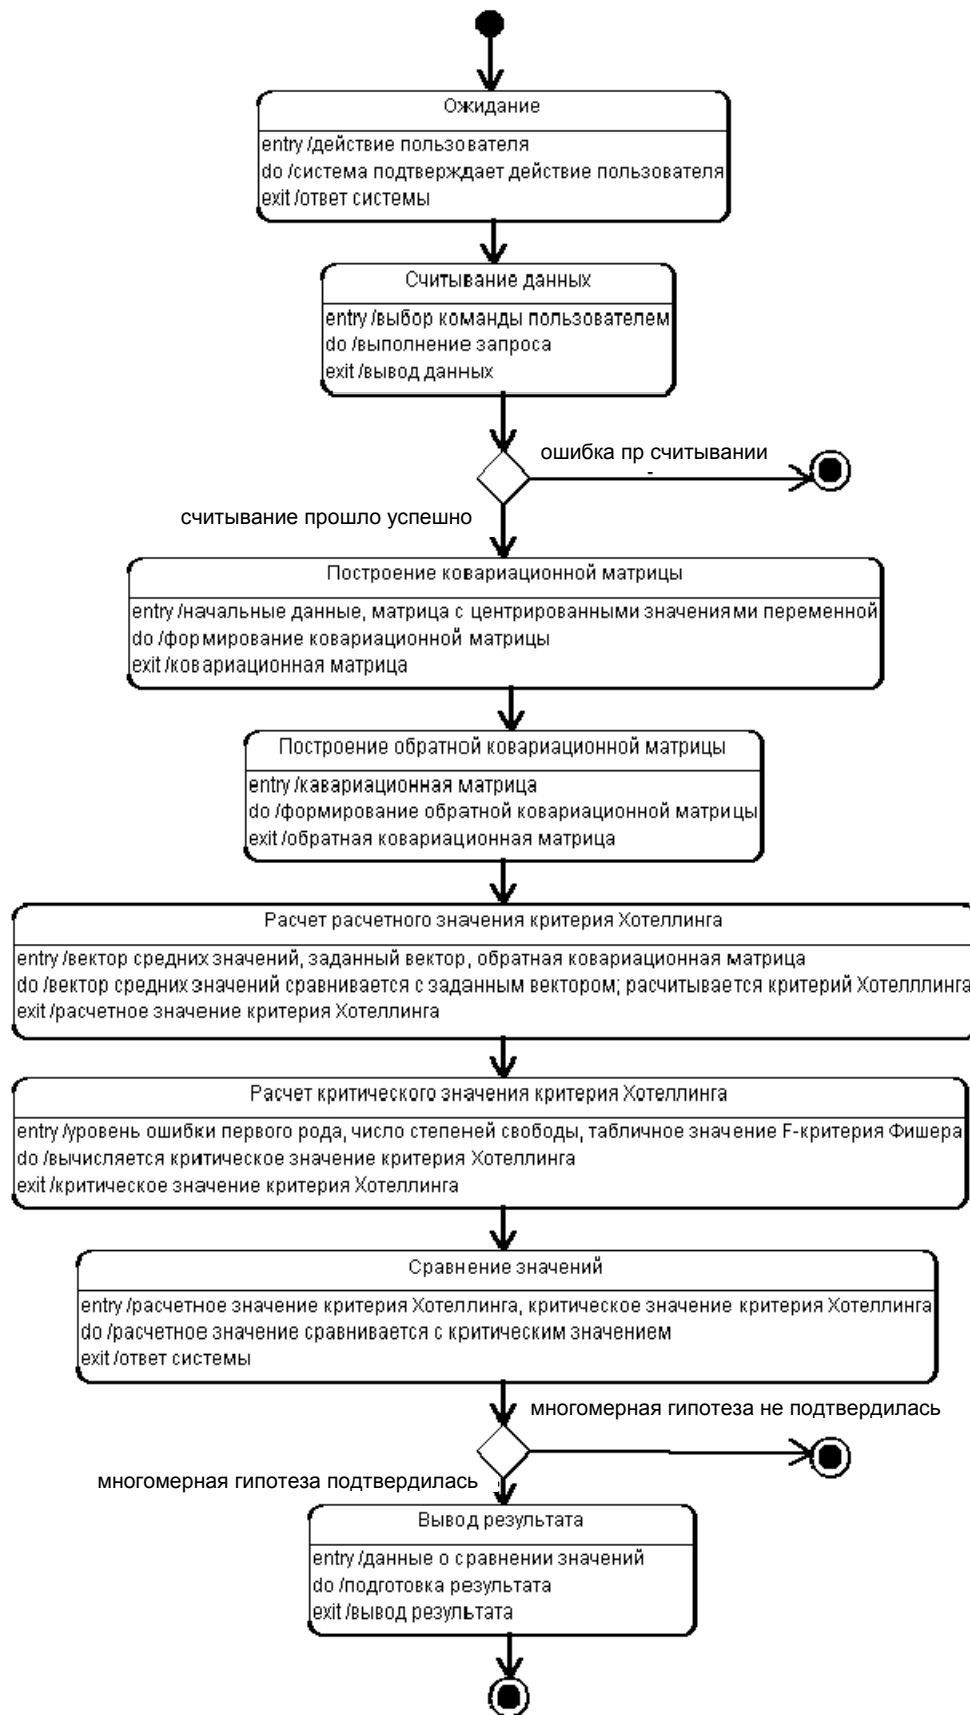 Ожидание
entry /действие пользователя
do /система подтверждает действие пользователя
exit /ответ системы
Считывание данных
entry /выбор команды пользователем
do /выполнение запроса
exit /вывод данных
ошибка пр считывании
-
считывание прошло успешно
Построение ковариационной матрицы
entry /начальные данные, матрица с центрированными значениями переменной
do /формирование ковариационной матрицы
exit /ковариационная матрица
Построение обратной ковариационной матрицы
entry /кавариационная матрица
do /формирование обратной ковариационной матрицы
exit /обратная ковариационная матрица
Расчет расчетного значения критерия Хотеллинга
entry /вектор средних значений, заданный вектор, обратная ковариационная матрица
do /вектор средних значений сравнивается с заданным вектором; расчитывается критерий Хотелллинга
exit /расчетное значение критерия Хотеллинга
Расчет критического значения критерия Хотеллинга
entry /уровень ошибки первого рода, число степеней свободы, табличное значение F-критерия Фишера
do /вычисляется критическое значение критерия Хотеллинга
exit /критическое значение критерия Хотеллинга
Сравнение значений
entry /расчетное значение критерия Хотеллинга, критическое значение критерия Хотеллинга
do /расчетное значение сравнивается с критическим значением
exit /ответ системы
многомерная гипотеза не подтвердилась
многомерная гипотеза подтвердилась
Вывод результата
entry /данные о сравнении значений
do /подготовка результата
exit /вывод результата